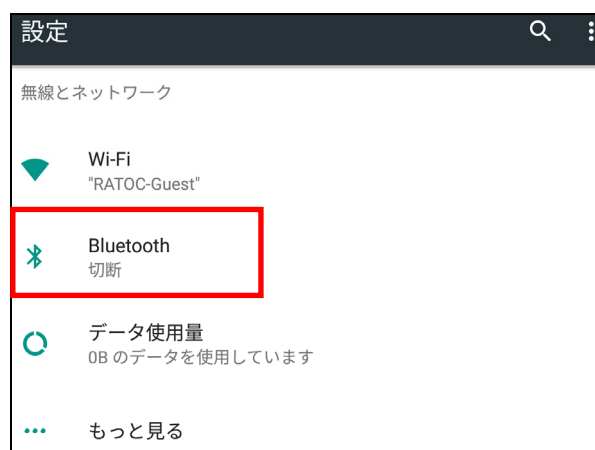 設定
無線とネットワーク
Wi-Fi
"RATOC-Guest"
Bluetooth
切断
データ使用量
0B のデータを使用しています
もっと見る